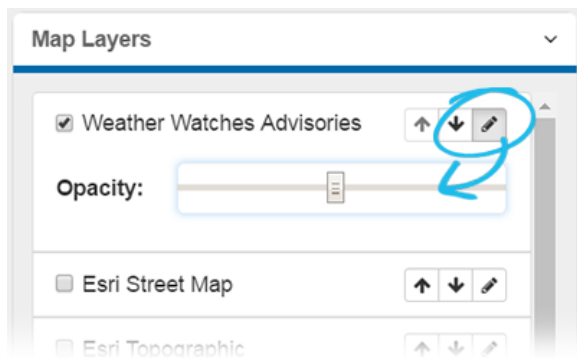 Map Layers
Weather Watches Advisories
Opacity:
Esri Street Map
Esri Topographic